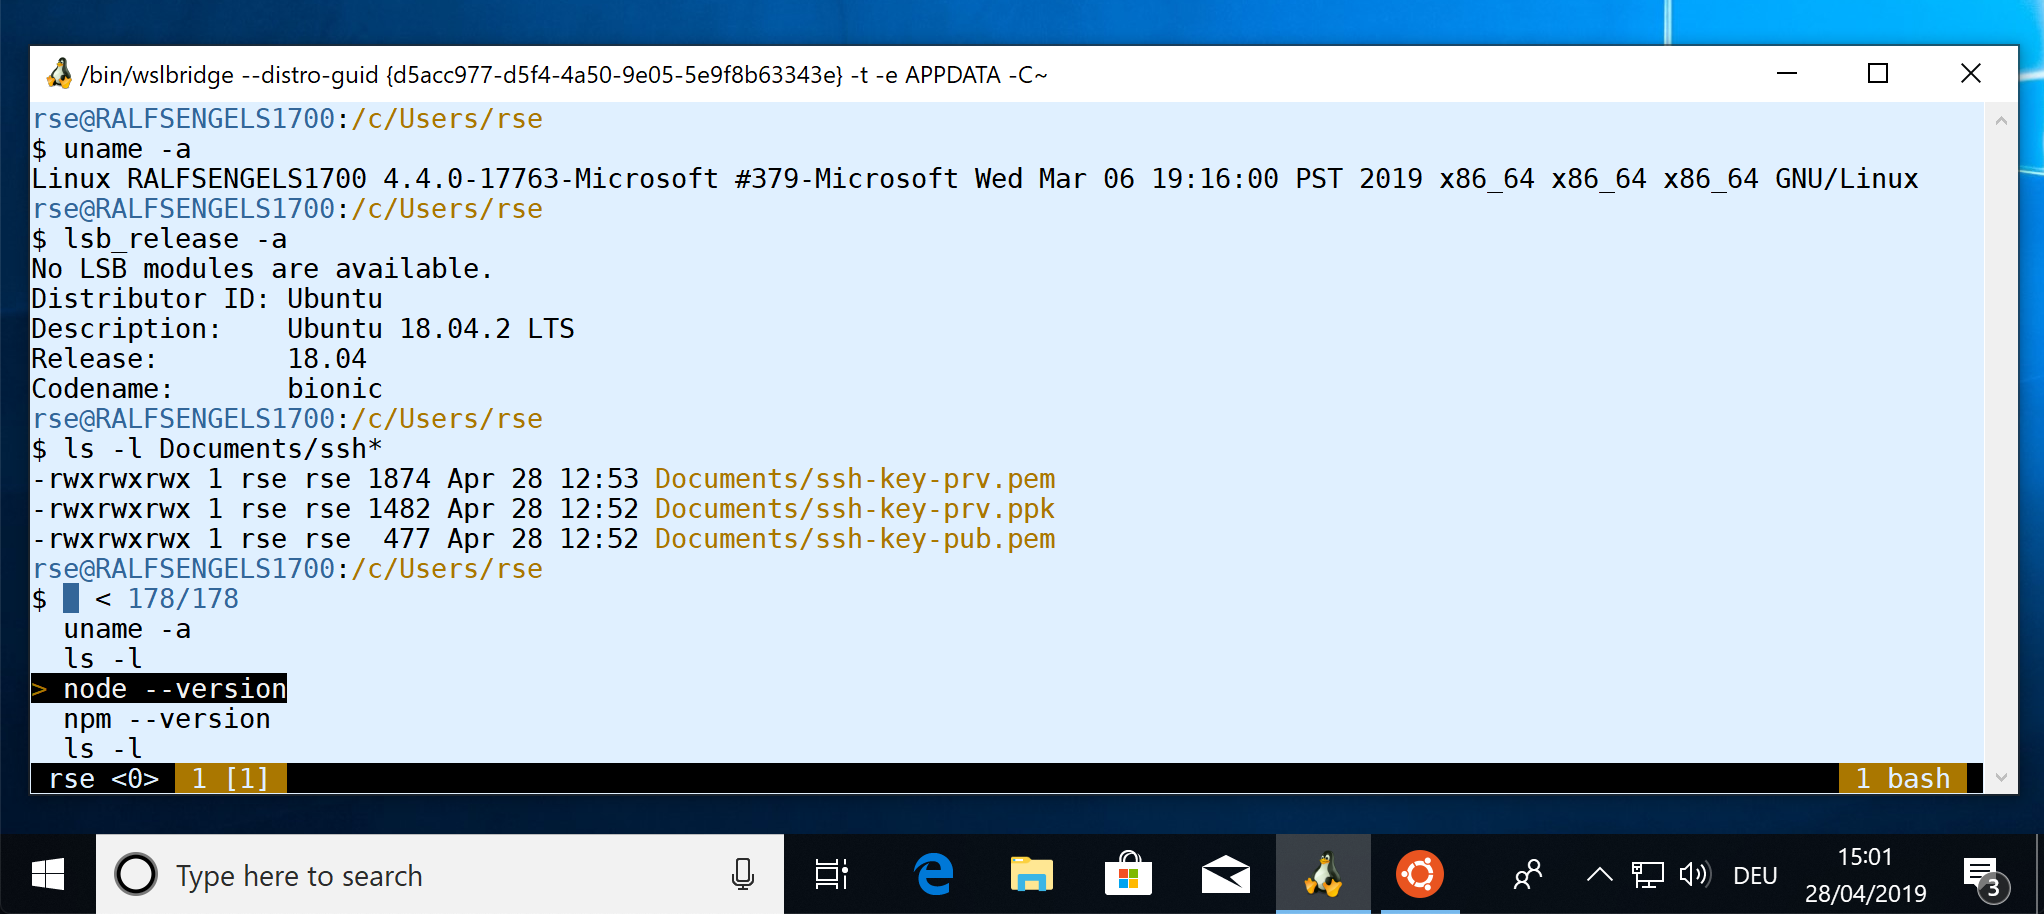 /bin/wslbridge --distro-guid {d5acc977-d5f4-4a50-9e05-5e9f8b63343e} -t -e APPDATA -C~
rse@RALFSENGELS1700:/c/Users/rse
$ uname -a
Linux RALFSENGELS1700 4.4.0-17763-Microsoft #379-Microsoft Wed Mar 06 19:16:00 PST 2019 x86_64 x86_64 x86_64 GNU/Linux
rse@RALFSENGELS1700:/c/Users/rse
$ lsb_release -a
No LSB modules are available.
Distributor ID: Ubuntu
Description:    Ubuntu 18.04.2 LTS
Release:        18.04
Codename:       bionic
rse@RALFSENGELS1700:/c/Users/rse
$ ls -l Documents/ssh*
-rwxrwxrwx 1 rse rse 1874 Apr 28 12:53 Documents/ssh-key-prv.pem
-rwxrwxrwx 1 rse rse 1482 Apr 28 12:52 Documents/ssh-key-prv.ppk
-rwxrwxrwx 1 rse rse  477 Apr 28 12:52 Documents/ssh-key-pub.pem
rse@RALFSENGELS1700:/c/Users/rse
$   < 178/178
  uname -a
  ls -l
> node --version
  npm --version
  ls -l
rse <0> 1 [1] 1 bash
Type here to search DEU 15:01
28/04/2019 3